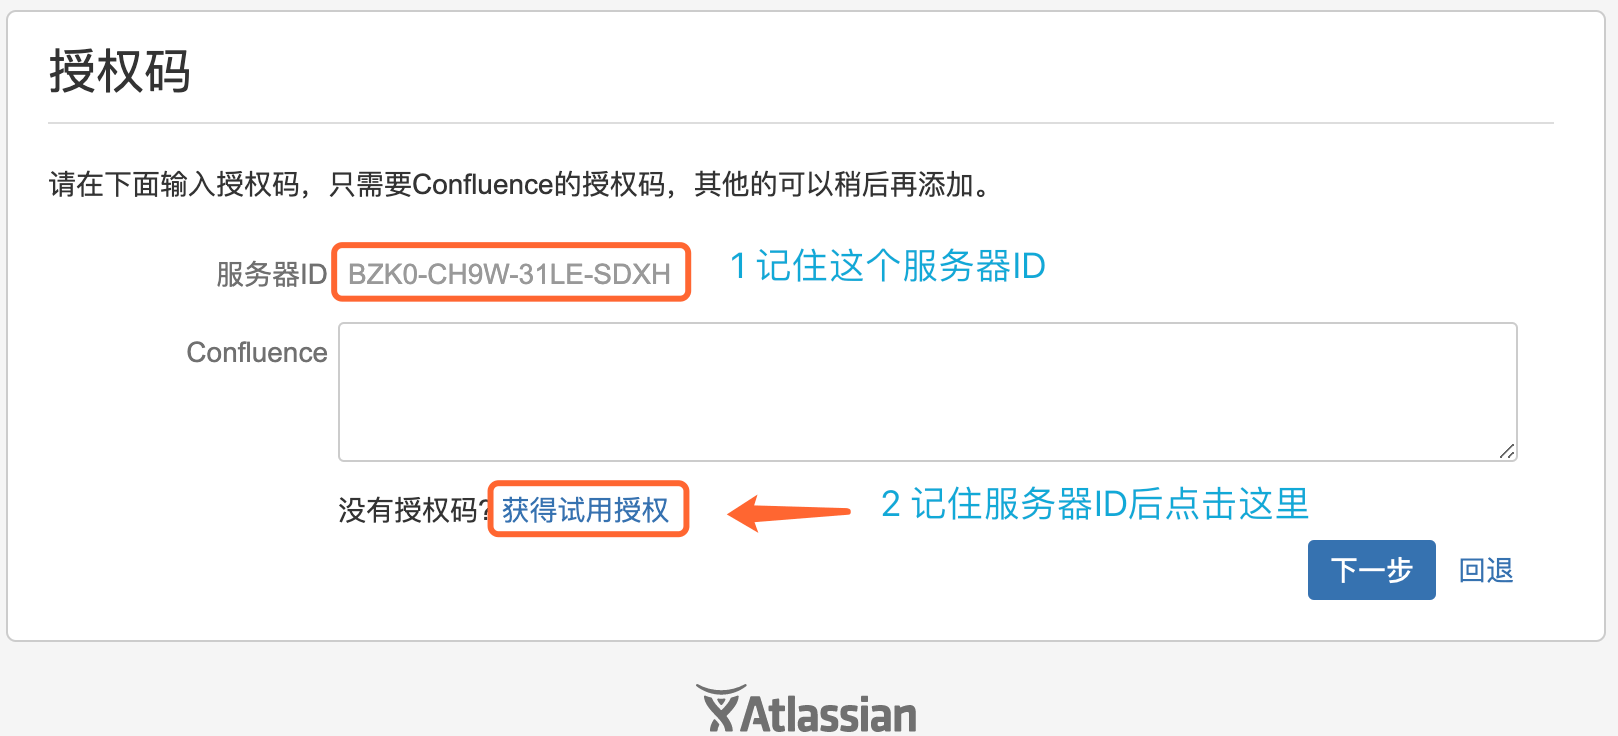 授权码
请在下面输入授权码，只需要Confluence的授权码，其他的可以稍后再添加。
服务器ID BZK0-CH9W-31LE-SDXH 1 记住这个服务器ID
Confluence
没有授权码?获得试用授权 2 记住服务器ID后点击这里
下一步 回退
Atlassian